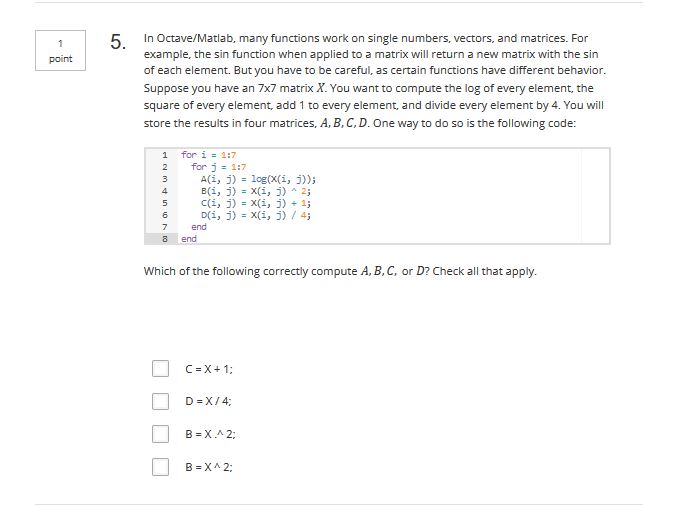 1
point
5. In Octave/Matlab, many functions work on single numbers, vectors, and matrices. For
example, the sin function when applied to a matrix will return a new matrix with the sin
of each element. But you have to be careful, as certain functions have different behavior.
Suppose you have an 7x7 matrix X. You want to compute the log of every element, the
square of every element, add 1 to every element, and divide every element by 4. You will
store the results in four matrices, A, B, C, D. One way to do so is the following code:
1 for i = 1:7
2 for j = 1:7
3 A(i, j) = log(X(i, j));
4 B(i, j) = X(i, j) ^ 2;
5 C(i, j) = X(i, j) + 1;
6 D(i, j) = X(i, j) / 4;
7 end
8 end
Which of the following correctly compute A, B, C, or D? Check all that apply.
C = X + 1;
D = X / 4;
B = X .^ 2;
B = X ^ 2;